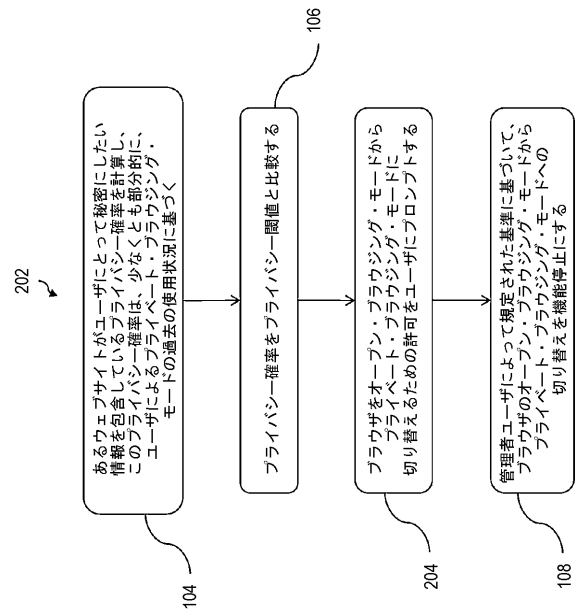 202
あるウェブサイトがユーザにとって秘密にしたい
情報を包含しているプライバシー確率を計算し、
このプライバシー確率は、少なくとも部分的に、
ユーザによるプライベート・ブラウジング・
モードの過去の使用状況に基づく
104
プライバシー確率をプライバシー閾値と比較する
106
ブラウザをオープン・ブラウジング・モードから
プライベート・ブラウジング・モードに
切り替えるための許可をユーザにプロンプトする
204
管理者ユーザによって規定された基準に基づいて、
ブラウザのオープン・ブラウジング・モードから
プライベート・ブラウジング・モードへの
切り替えを機能停止にする
108